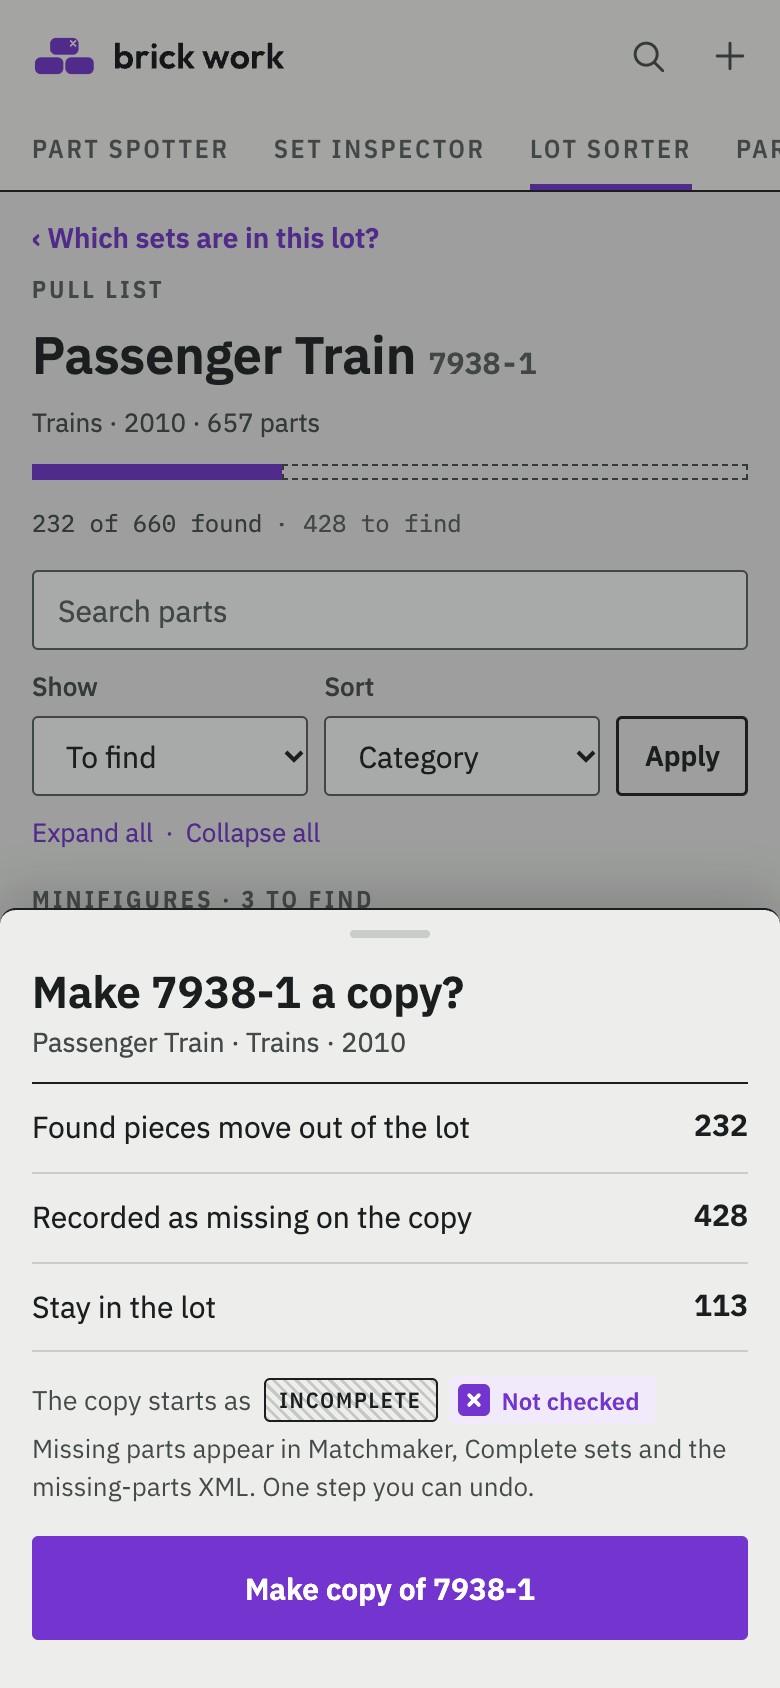 brick work
PART SPOTTER SET INSPECTOR LOT SORTER PAR
‹ Which sets are in this lot?
PULL LIST
Passenger Train 7938-1
Trains · 2010 · 657 parts
232 of 660 found · 428 to find
Search parts
Show Sort
To find Category Apply
Expand all · Collapse all
MINIFIGURES · 3 TO FIND
Make 7938-1 a copy?
Passenger Train · Trains · 2010
Found pieces move out of the lot 232
Recorded as missing on the copy 428
Stay in the lot 113
The copy starts as INCOMPLETE Not checked
Missing parts appear in Matchmaker, Complete sets and the
missing-parts XML. One step you can undo.
Make copy of 7938-1